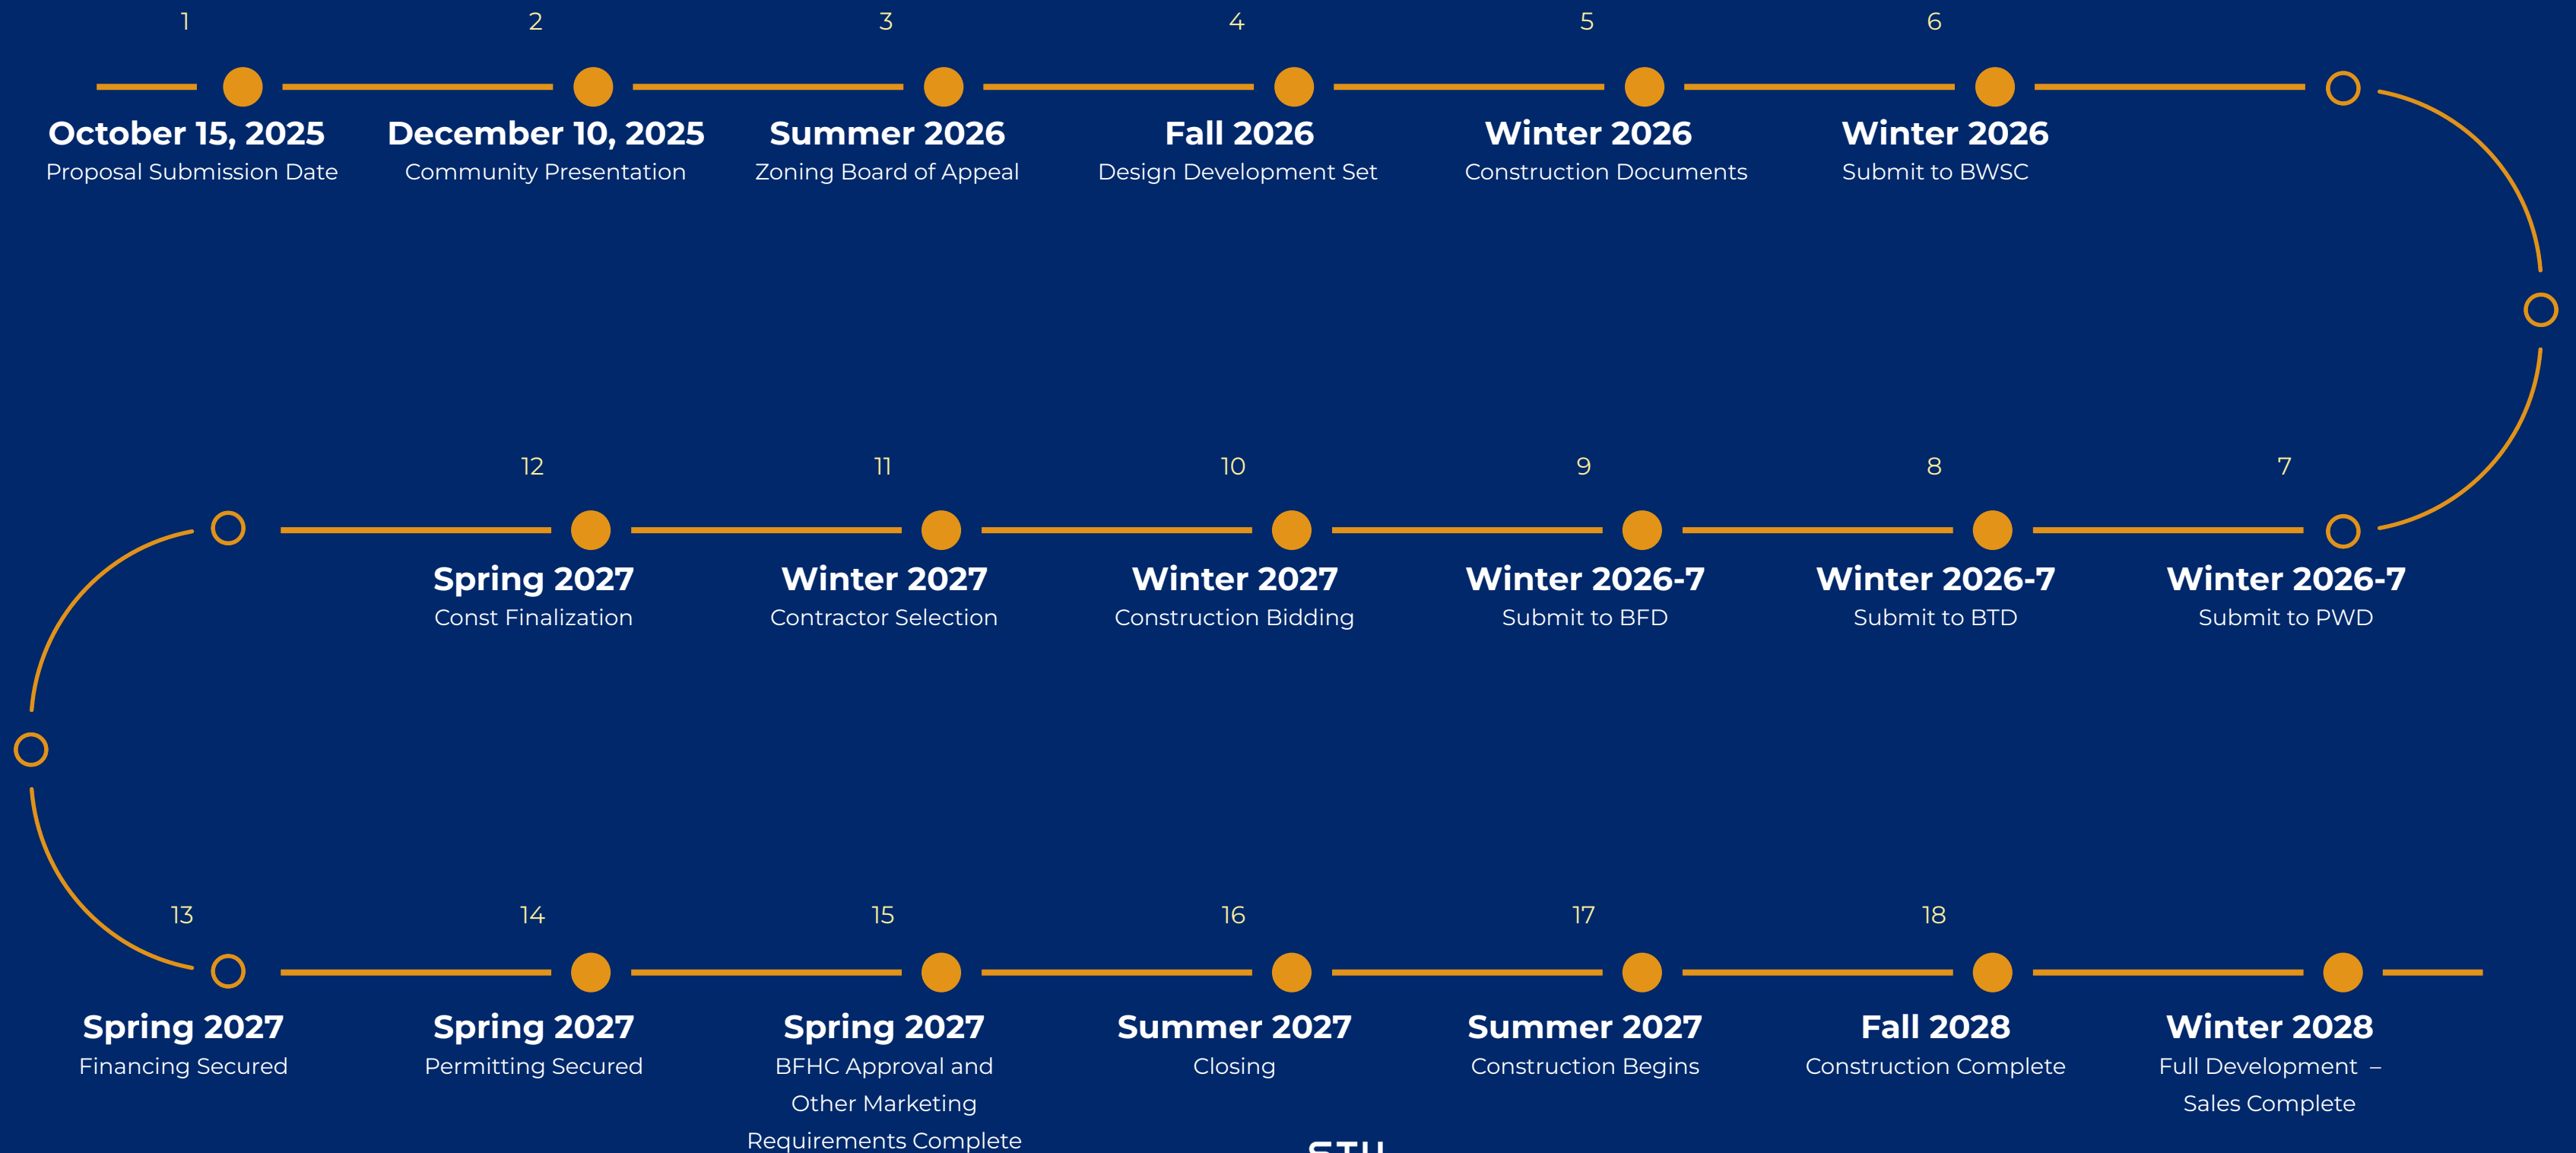 1
2
3
4
5
6
October 15, 2025
Proposal Submission Date
December 10, 2025
Community Presentation
Summer 2026
Zoning Board of Appeal
Fall 2026
Design Development Set
Winter 2026
Construction Documents
Winter 2026
Submit to BWSC
12
11
10
9
8
7
Spring 2027
Const Finalization
Winter 2027
Contractor Selection
Winter 2027
Construction Bidding
Winter 2026-7
Submit to BFD
Winter 2026-7
Submit to BTD
Winter 2026-7
Submit to PWD
13
14
15
16
17
18
Spring 2027
Financing Secured
Spring 2027
Permitting Secured
Spring 2027
BFHC Approval and
Other Marketing
Requirements Complete
Summer 2027
Closing
Summer 2027
Construction Begins
Fall 2028
Construction Complete
Winter 2028
Full Development –
Sales Complete